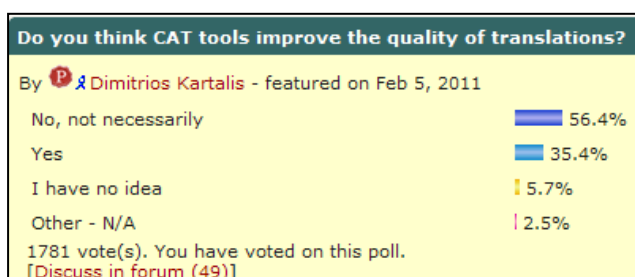 Do you think CAT tools improve the quality of translations?
By P Dimitrios Kartalis - featured on Feb 5, 2011
No, not necessarily 56.4%
Yes 35.4%
I have no idea 5.7%
Other - N/A 2.5%
1781 vote(s). You have voted on this poll.
[Discuss in forum (49)]